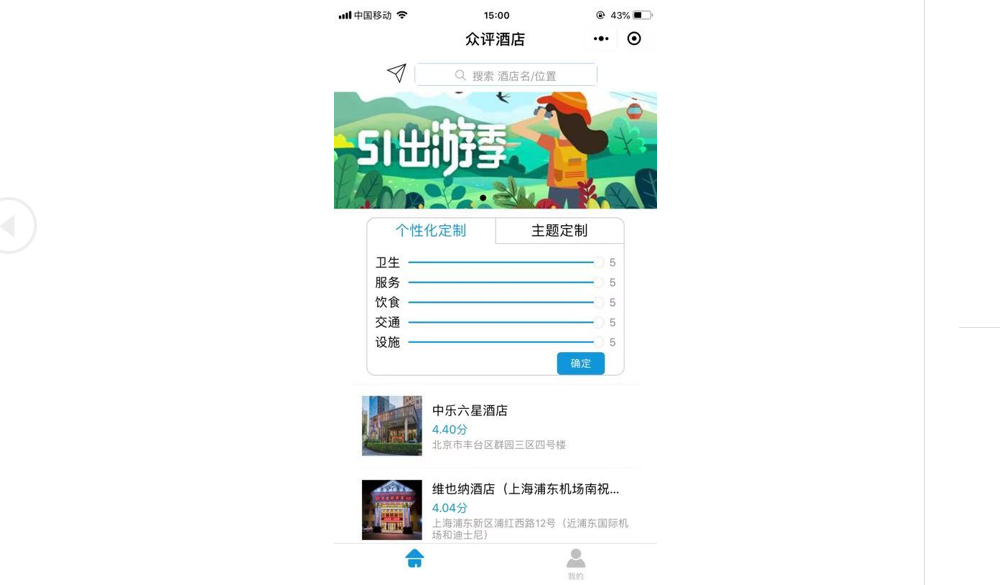 中国移动
15:00
43%
众评酒店
搜索 酒店名/位置
51出游季
个性化定制
主题定制
卫生 5
服务 5
饮食 5
交通 5
设施 5
确定
中乐六星酒店
4.40分
北京市丰台区群园三区四号楼
维也纳酒店（上海浦东机场南祝...
4.04分
上海浦东新区浦红西路12号（近浦东国际机
场和迪士尼）
我的